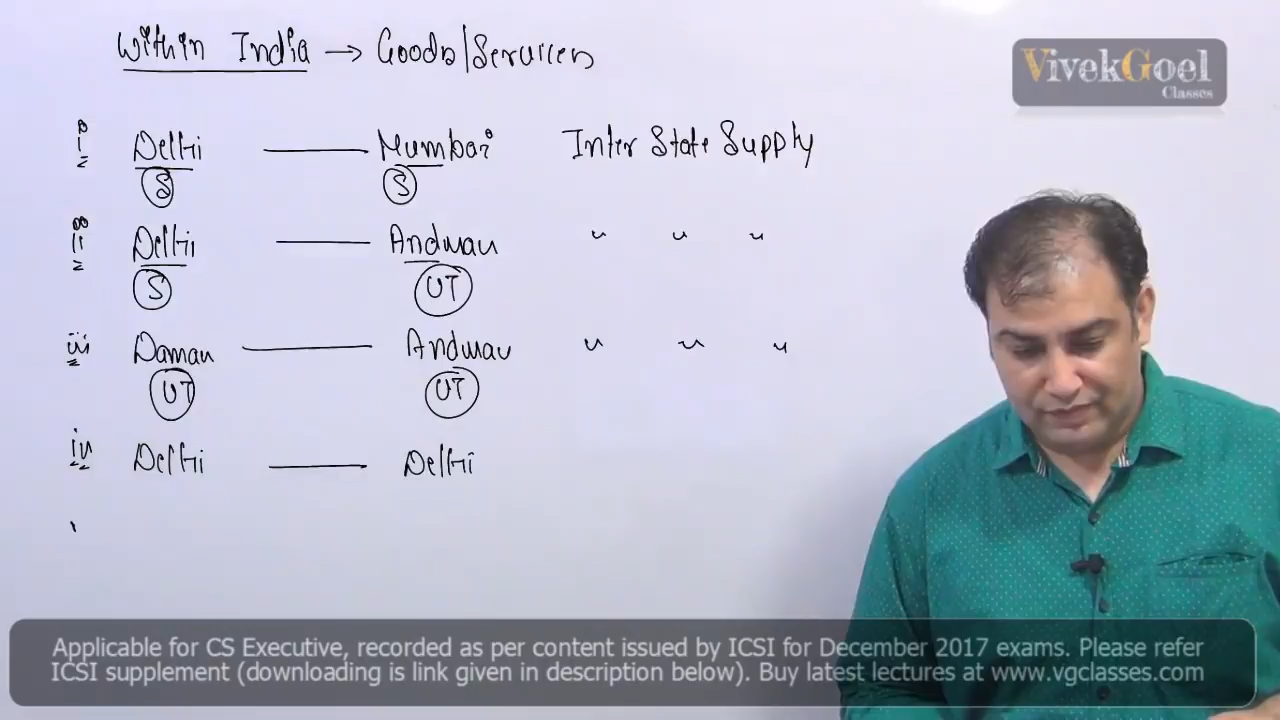 Within India → Goods/Services
VivekGoel
Classes
i Delhi — Mumbai Inter State Supply
S S
ii Delhi — Andman " " "
S UT
iii Daman — Andman " " "
UT UT
iv Delhi — Delhi
Applicable for CS Executive, recorded as per content issued by ICSI for December 2017 exams. Please refer
ICSI supplement (downloading is link given in description below). Buy latest lectures at www.vgclasses.com